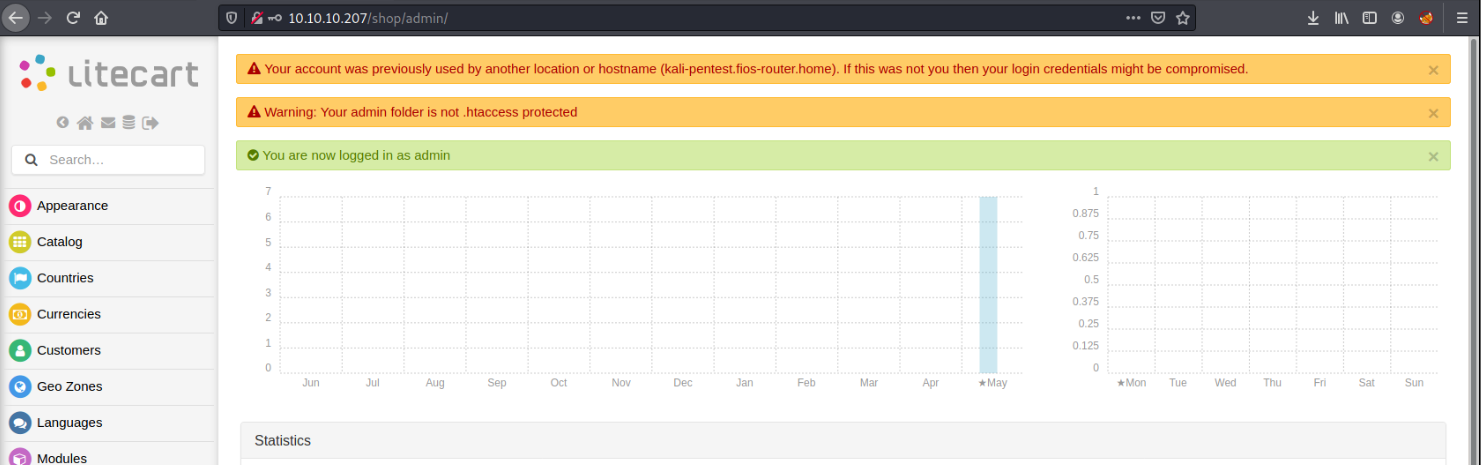 10.10.10.207/shop/admin/
litecart
Search...
Appearance
Catalog
Countries
Currencies
Customers
Geo Zones
Languages
Modules
Your account was previously used by another location or hostname (kali-pentest.fios-router.home). If this was not you then your login credentials might be compromised.
Warning: Your admin folder is not .htaccess protected
You are now logged in as admin
7
6
5
4
3
2
1
0
Jun Jul Aug Sep Oct Nov Dec Jan Feb Mar Apr ★May
1
0.875
0.75
0.625
0.5
0.375
0.25
0.125
0
★Mon Tue Wed Thu Fri Sat Sun
Statistics